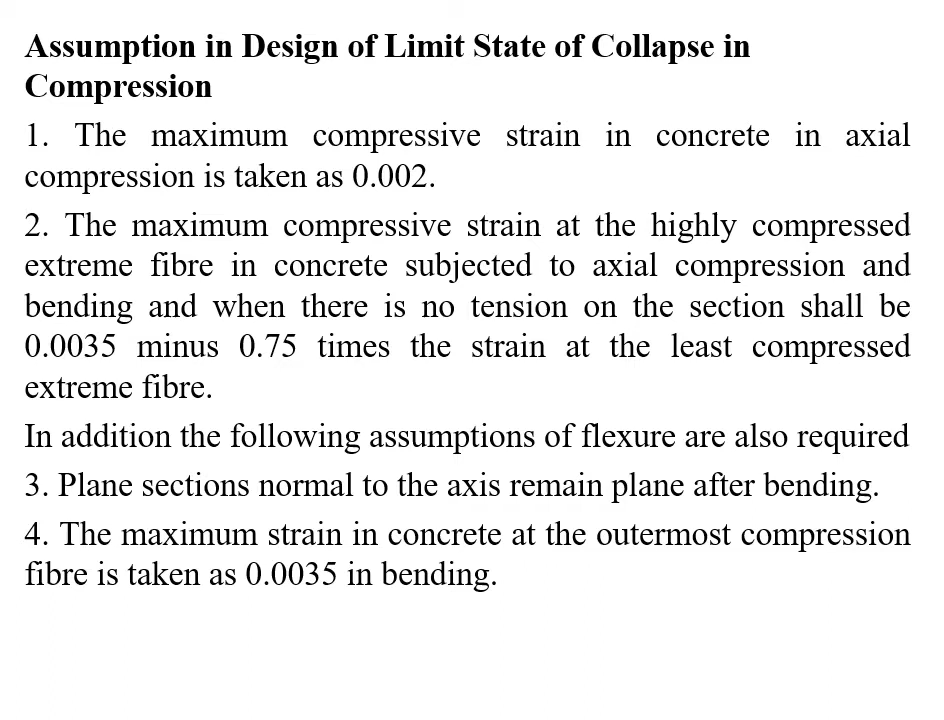 Assumption in Design of Limit State of Collapse in
Compression
1. The maximum compressive strain in concrete in axial
compression is taken as 0.002.
2. The maximum compressive strain at the highly compressed
extreme fibre in concrete subjected to axial compression and
bending and when there is no tension on the section shall be
0.0035 minus 0.75 times the strain at the least compressed
extreme fibre.
In addition the following assumptions of flexure are also required
3. Plane sections normal to the axis remain plane after bending.
4. The maximum strain in concrete at the outermost compression
fibre is taken as 0.0035 in bending.